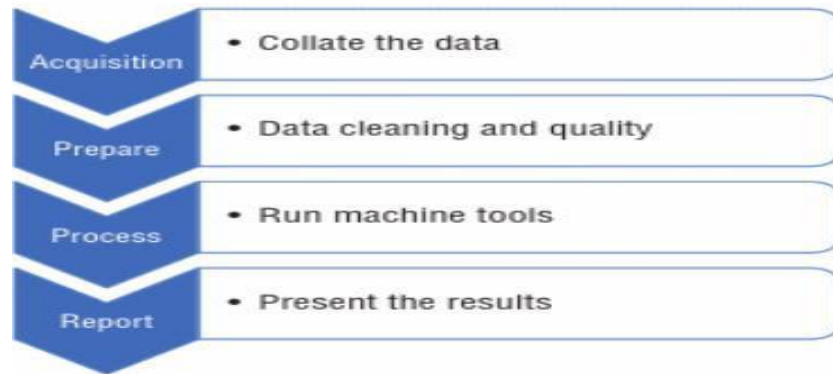 Acquisition
• Collate the data
Prepare
• Data cleaning and quality
Process
• Run machine tools
Report
• Present the results